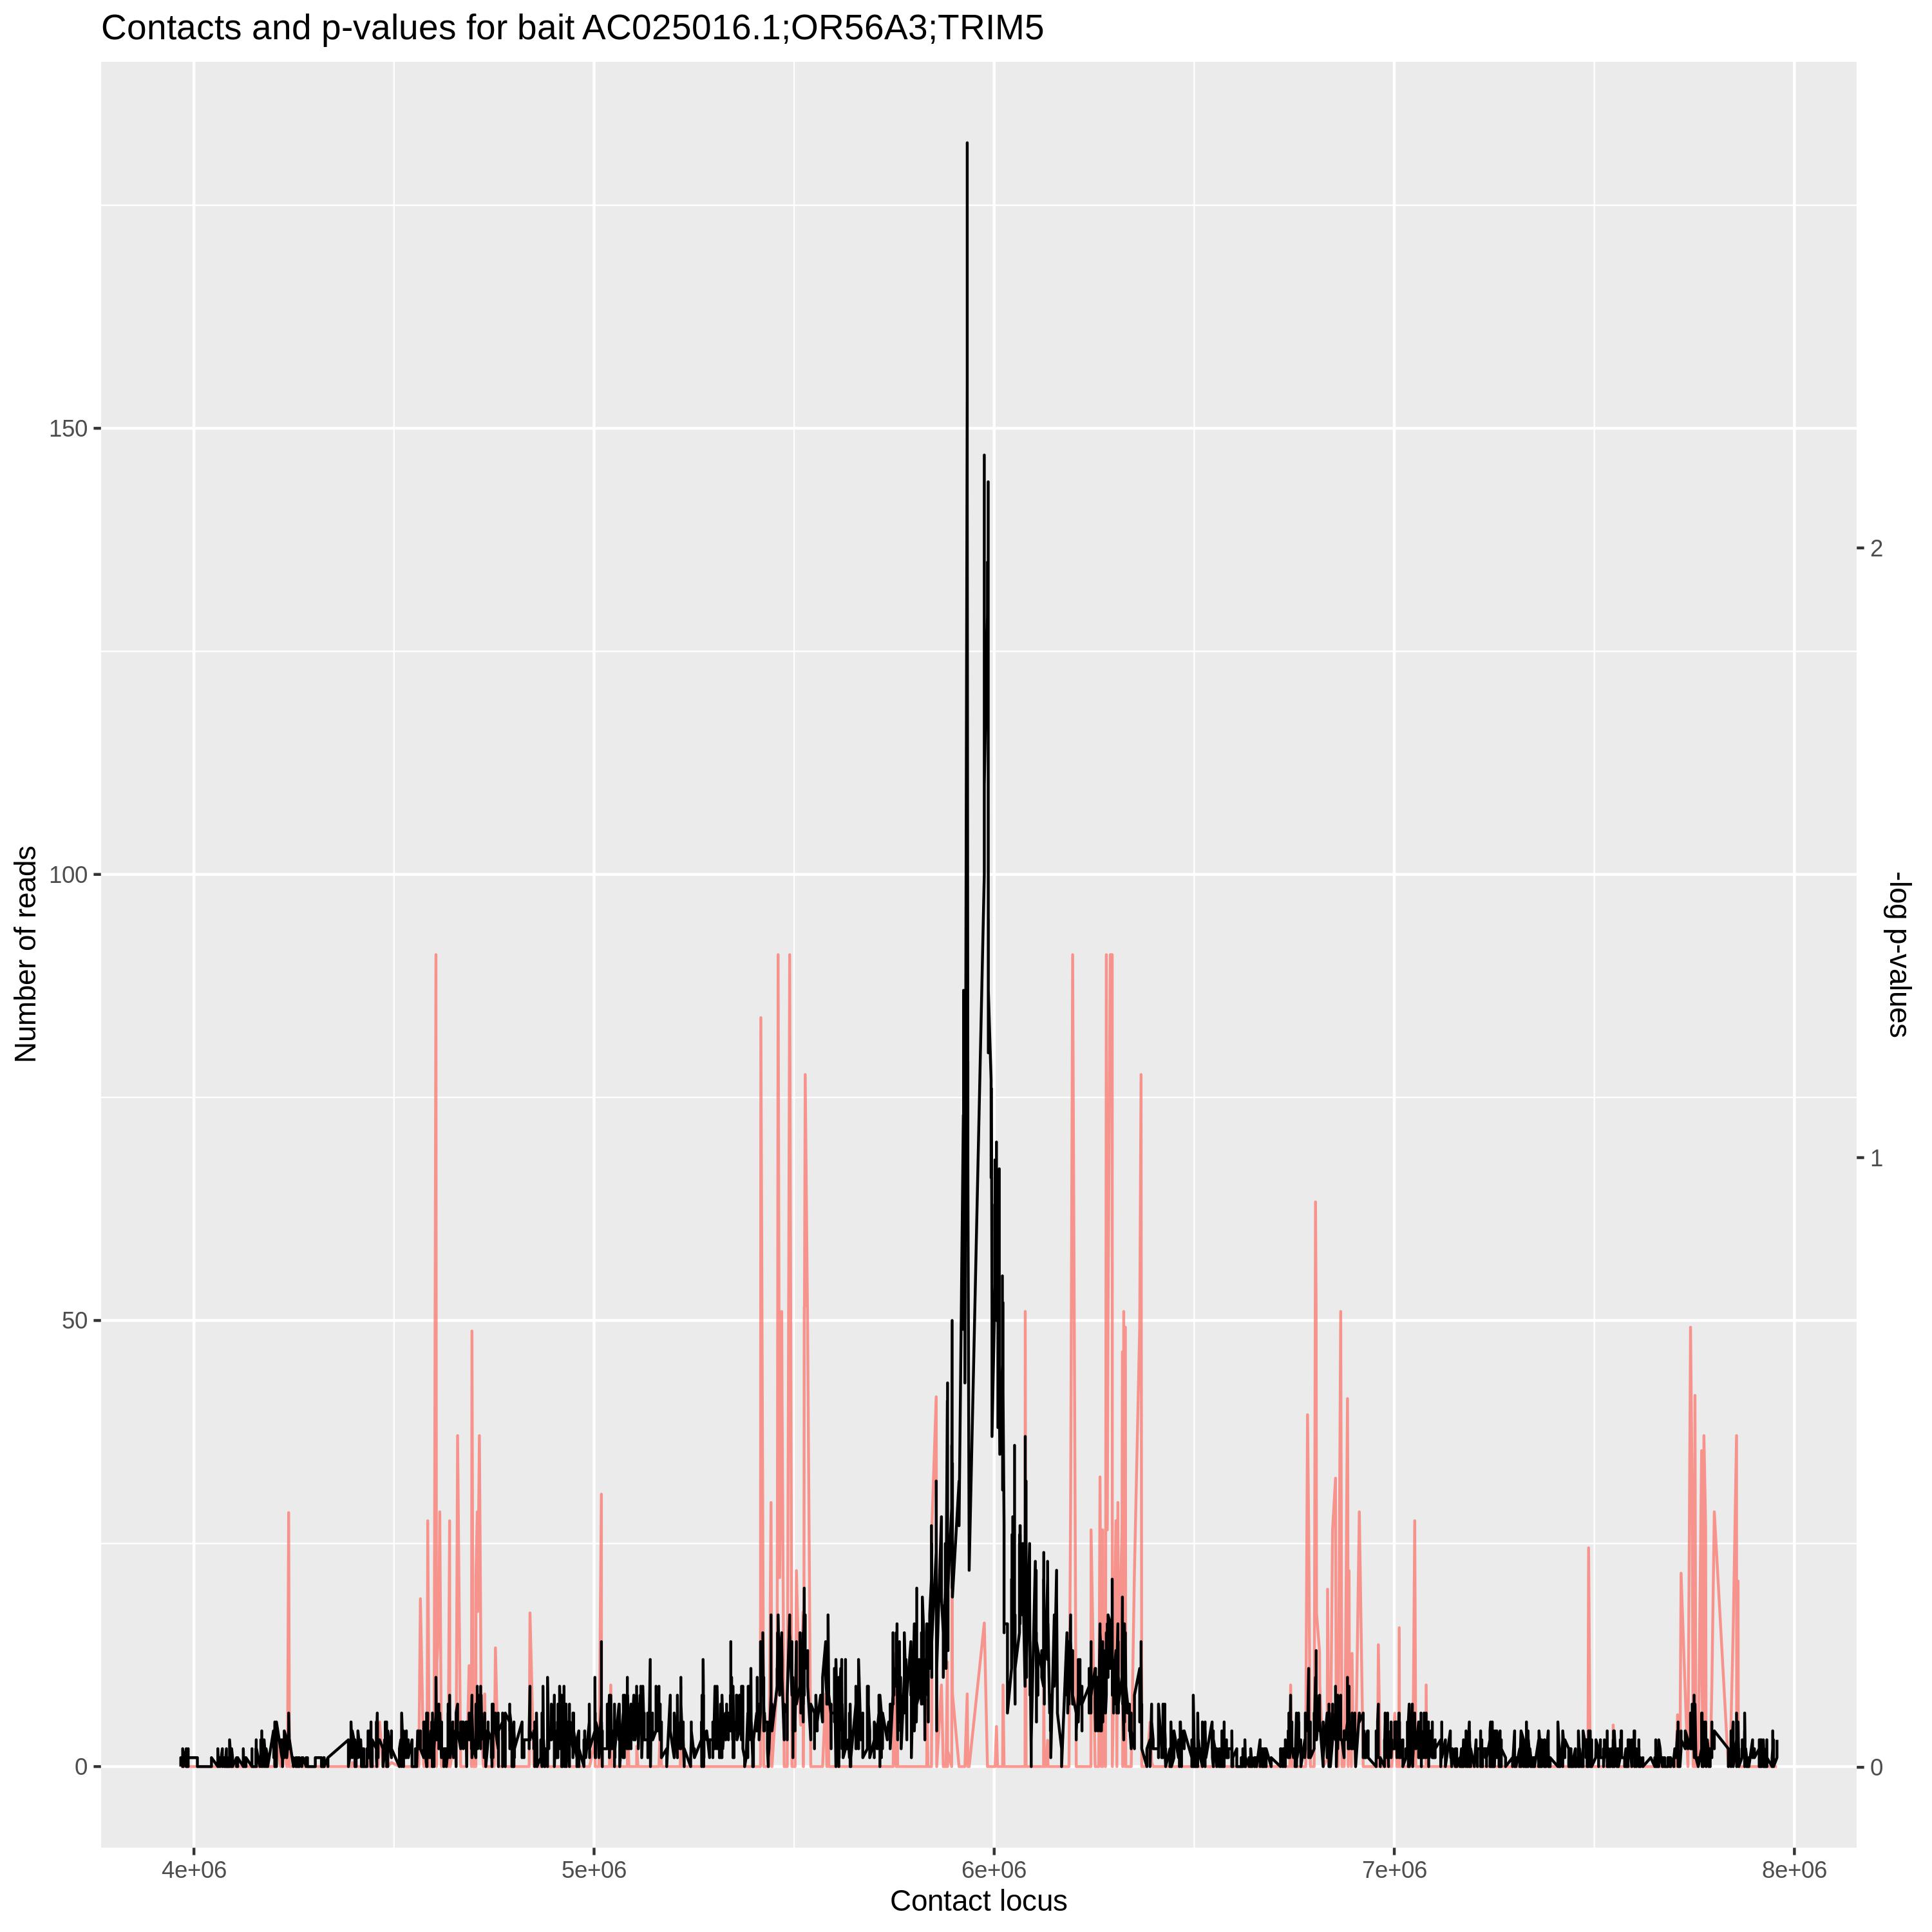 Contacts and p-values for bait AC025016.1;OR56A3;TRIM5
150
100
50
0
Number of reads
2
1
0
-log p-values
4e+06
5e+06
6e+06
7e+06
8e+06
Contact locus